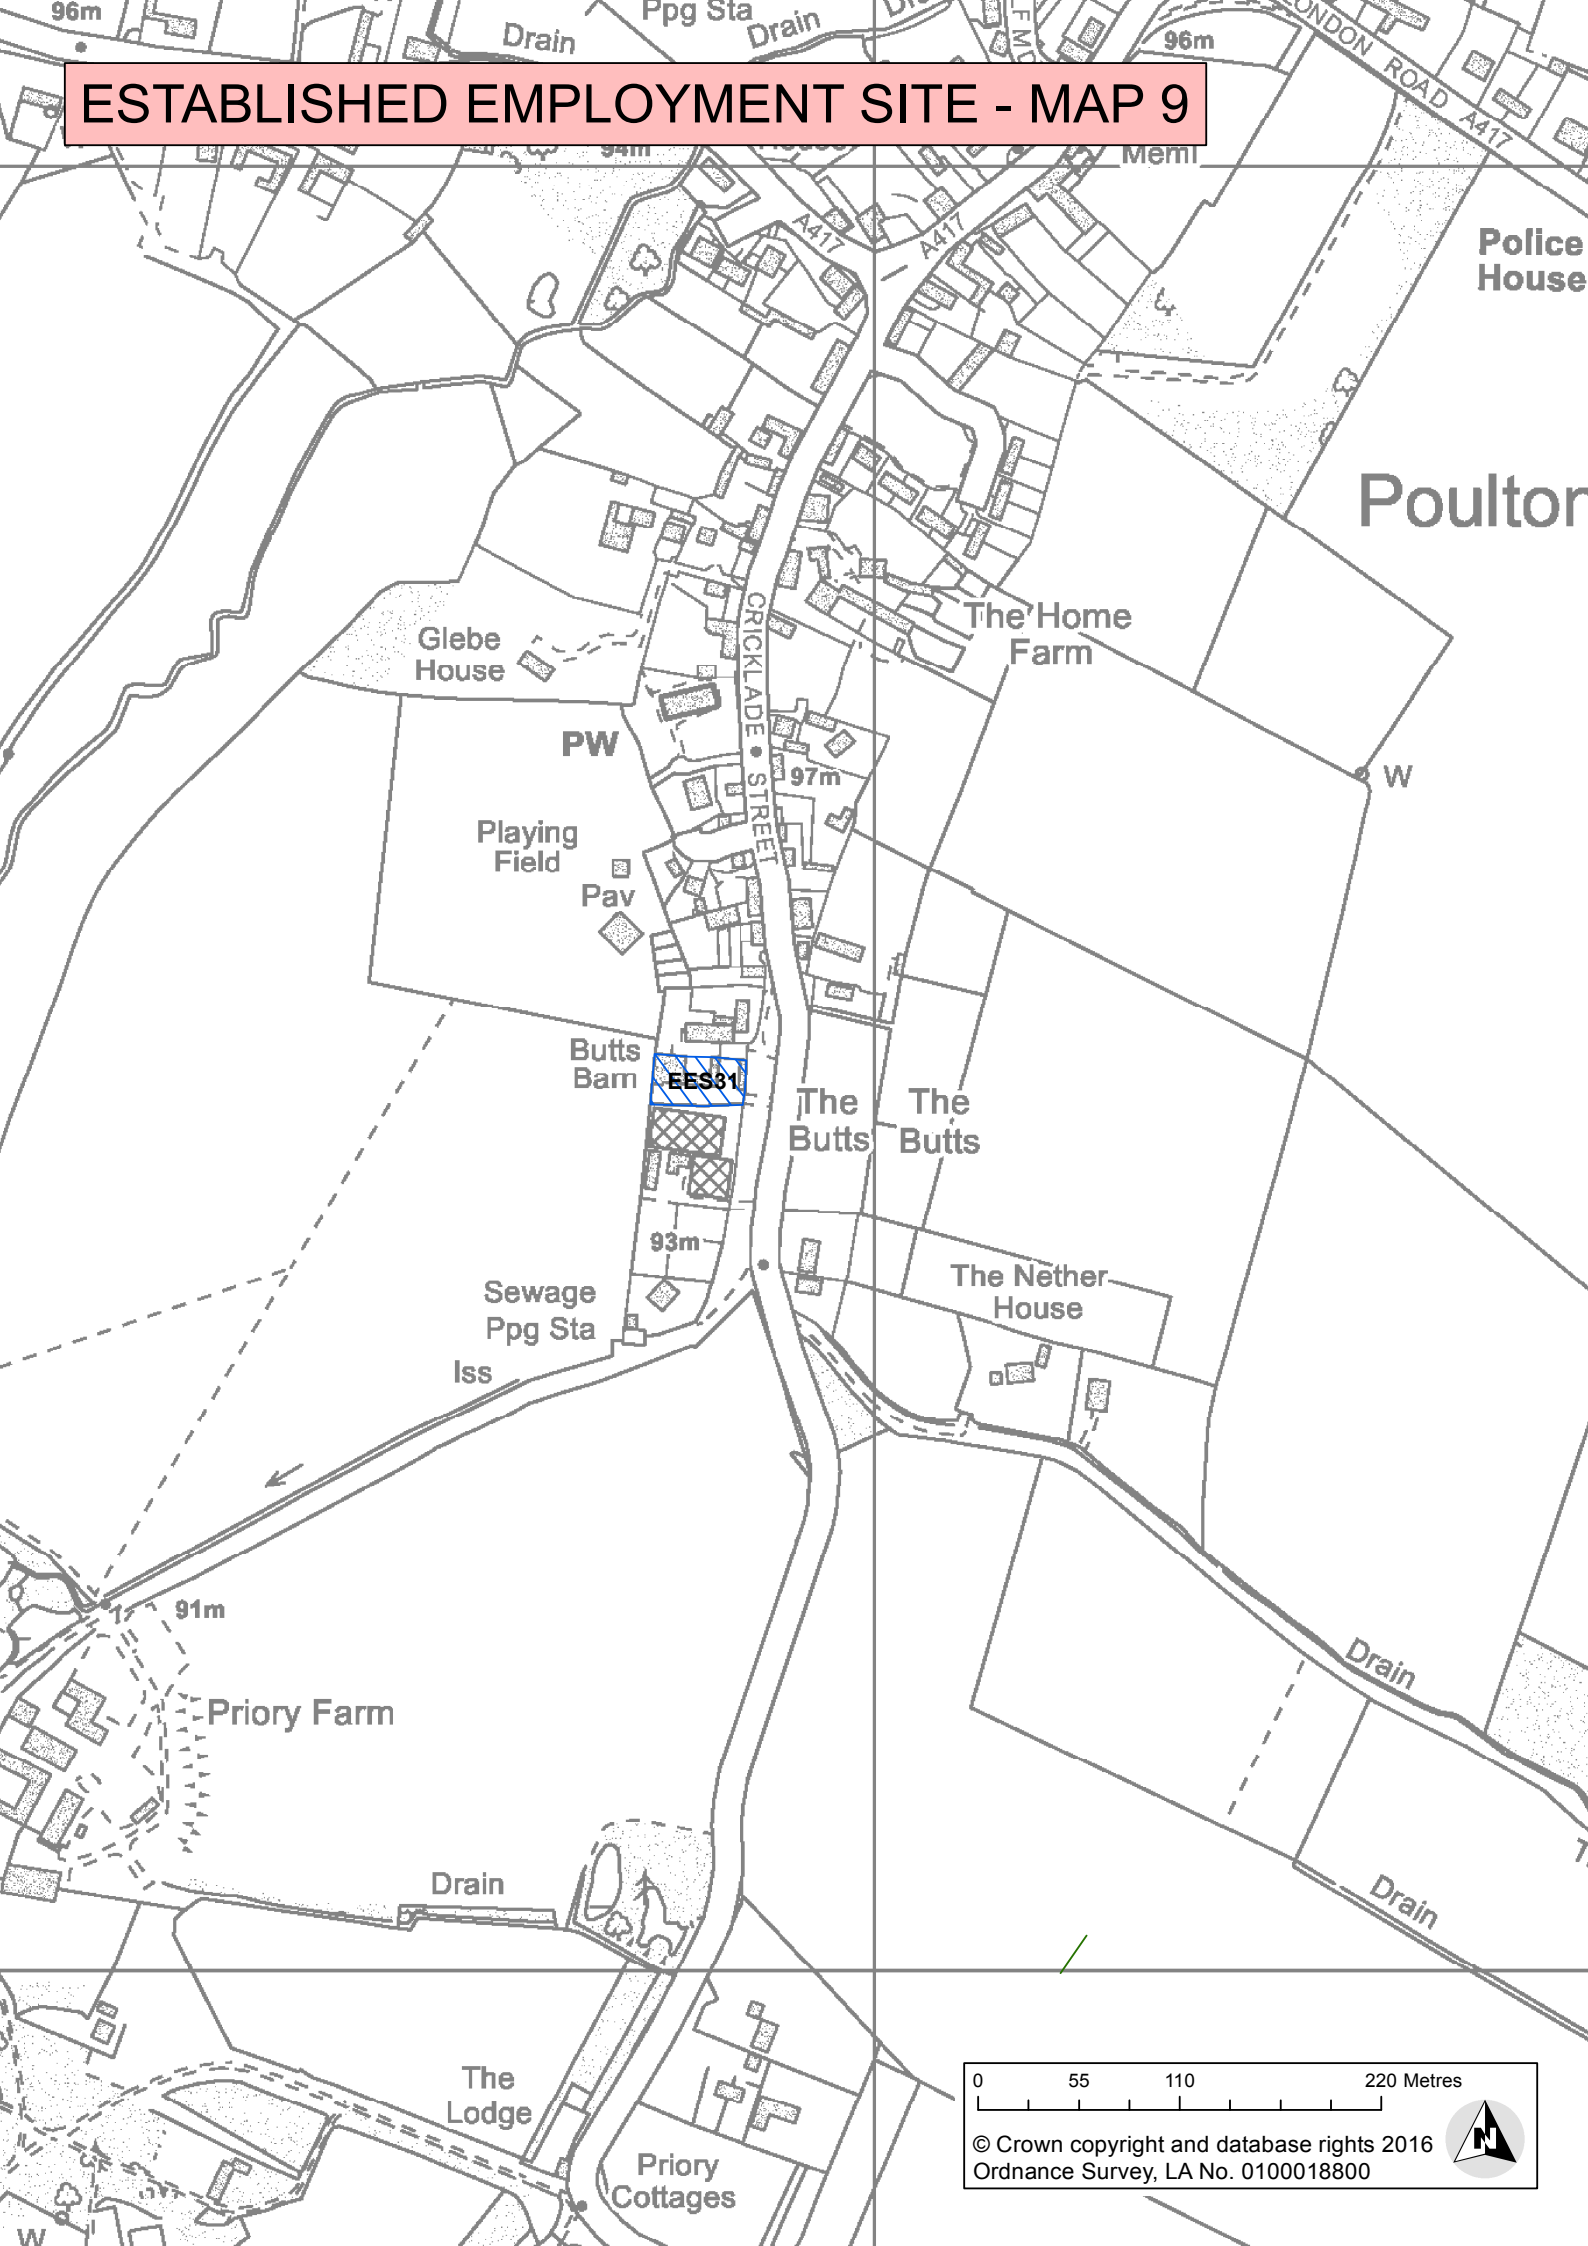 96m
Ppg Sta
Drain
Drain
96m
LONDON ROAD A417
ESTABLISHED EMPLOYMENT SITE - MAP 9
94m
Meml
A417
A417
Police
House
Poulton
CRICKLADE STREET
The Home
Farm
Glebe
House
PW
97m
W
Playing
Field
Pav
Butts
Barn
EES31
The
Butts
The
Butts
93m
Sewage
Ppg Sta
The Nether
House
Iss
91m
Drain
Priory Farm
Drain
Drain
The
Lodge
Priory
Cottages
W
0 55 110 220 Metres
N
© Crown copyright and database rights 2016
Ordnance Survey, LA No. 0100018800